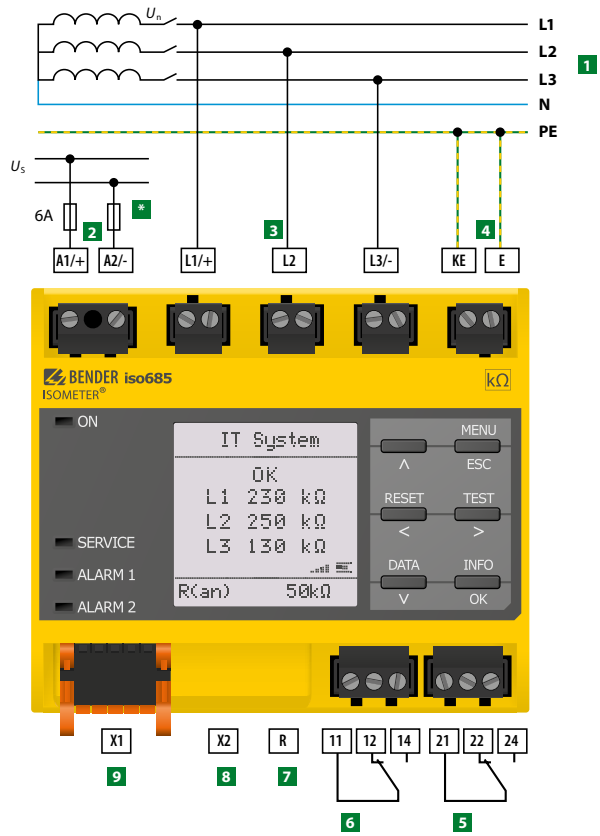 Un
L1
L2
L3
1
N
PE
US
6A
2
*
3
4
A1/+
A2/-
L1/+
L2
L3/-
KE
E
BENDER iso685
ISOMETER®
kΩ
ON
SERVICE
ALARM 1
ALARM 2
IT System
OK
L1 230 kΩ
L2 250 kΩ
L3 130 kΩ
R(an) 50kΩ
MENU
∧ ESC
RESET TEST
< >
DATA INFO
∨ OK
X1
X2
R
11
12
14
21
22
24
9
8
7
6
5